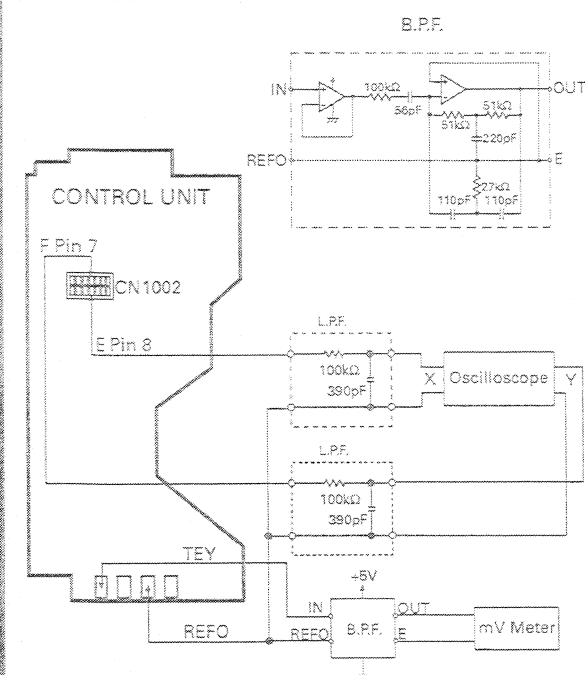 B.P.F.
IN
100kΩ
56pF
OUT
51kΩ
51kΩ
220pF
REFO
E
27kΩ
110pF
110pF
CONTROL UNIT
F Pin 7
CN1002
E Pin 8
L.P.F.
100kΩ
390pF
X
Oscilloscope
Y
L.P.F.
100kΩ
390pF
TEY
+5V
IN
B.P.F.
OUT
REFO
REFO
E
mV Meter